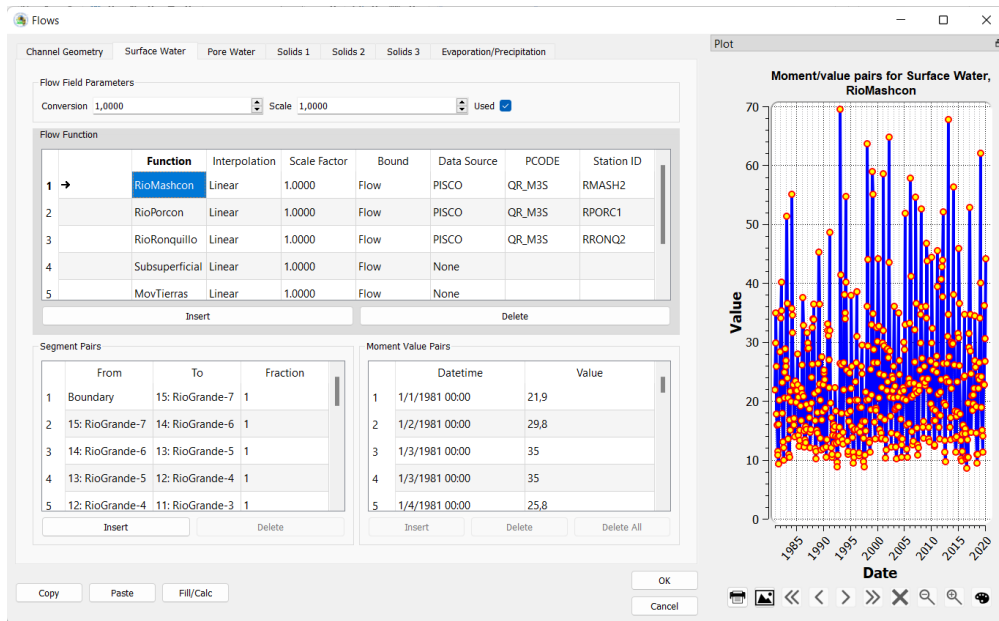 Flows
Channel Geometry Surface Water Pore Water Solids 1 Solids 2 Solids 3 Evaporation/Precipitation
Flow Field Parameters
Conversion 1,0000 Scale 1,0000 Used
Flow Function
Function Interpolation Scale Factor Bound Data Source PCODE Station ID
1 RioMashcon Linear 1.0000 Flow PISCO QR_M3S RMASH2
2 RioPorcon Linear 1.0000 Flow PISCO QR_M3S RPORC1
3 RioRonquillo Linear 1.0000 Flow PISCO QR_M3S RRONQ2
4 Subsuperficial Linear 1.0000 Flow None
5 MovTierras Linear 1.0000 Flow None
Insert Delete
Segment Pairs
From To Fraction
1 Boundary 15: RioGrande-7 1
2 15: RioGrande-7 14: RioGrande-6 1
3 14: RioGrande-6 13: RioGrande-5 1
4 13: RioGrande-5 12: RioGrande-4 1
5 12: RioGrande-4 11: RioGrande-3 1
Insert Delete
Moment Value Pairs
Datetime Value
1 1/1/1981 00:00 21,9
2 1/2/1981 00:00 29,8
3 1/3/1981 00:00 35
4 1/3/1981 00:00 35
5 1/4/1981 00:00 25,8
Insert Delete Delete All
Copy Paste Fill/Calc
OK
Cancel
Plot
Moment/value pairs for Surface Water,
RioMashcon
70
60
50
40
30
20
10
0
Value
1985 1990 1995 2000 2005 2010 2015 2020
Date